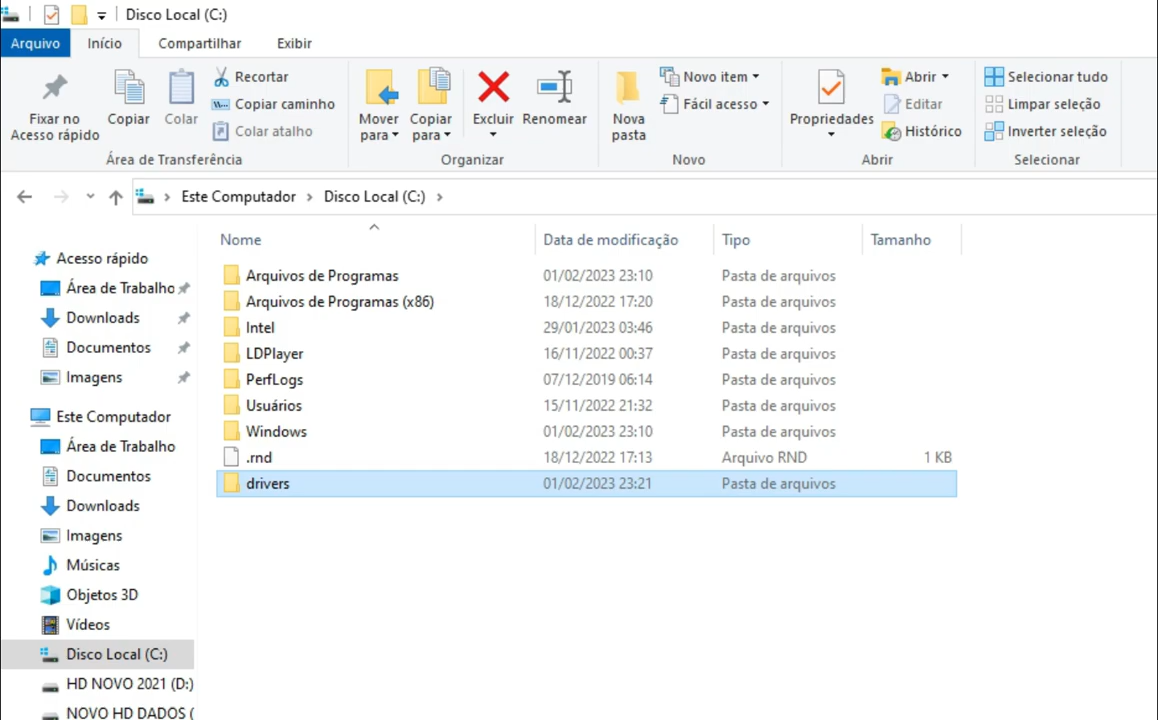 Disco Local (C:)
Arquivo Início Compartilhar Exibir
Fixar no Acesso rápido
Copiar
Colar
Recortar
Copiar caminho
Colar atalho
Área de Transferência
Mover para
Copiar para
Excluir
Renomear
Organizar
Nova pasta
Novo item
Fácil acesso
Novo
Propriedades
Abrir
Editar
Histórico
Abrir
Selecionar tudo
Limpar seleção
Inverter seleção
Selecionar
Este Computador > Disco Local (C:) >
Acesso rápido
Área de Trabalho
Downloads
Documentos
Imagens
Este Computador
Área de Trabalho
Documentos
Downloads
Imagens
Músicas
Objetos 3D
Vídeos
Disco Local (C:)
HD NOVO 2021 (D:)
NOVO HD DADOS (
Nome Data de modificação Tipo Tamanho
Arquivos de Programas 01/02/2023 23:10 Pasta de arquivos
Arquivos de Programas (x86) 18/12/2022 17:20 Pasta de arquivos
Intel 29/01/2023 03:46 Pasta de arquivos
LDPlayer 16/11/2022 00:37 Pasta de arquivos
PerfLogs 07/12/2019 06:14 Pasta de arquivos
Usuários 15/11/2022 21:32 Pasta de arquivos
Windows 01/02/2023 23:10 Pasta de arquivos
.rnd 18/12/2022 17:13 Arquivo RND 1 KB
drivers 01/02/2023 23:21 Pasta de arquivos